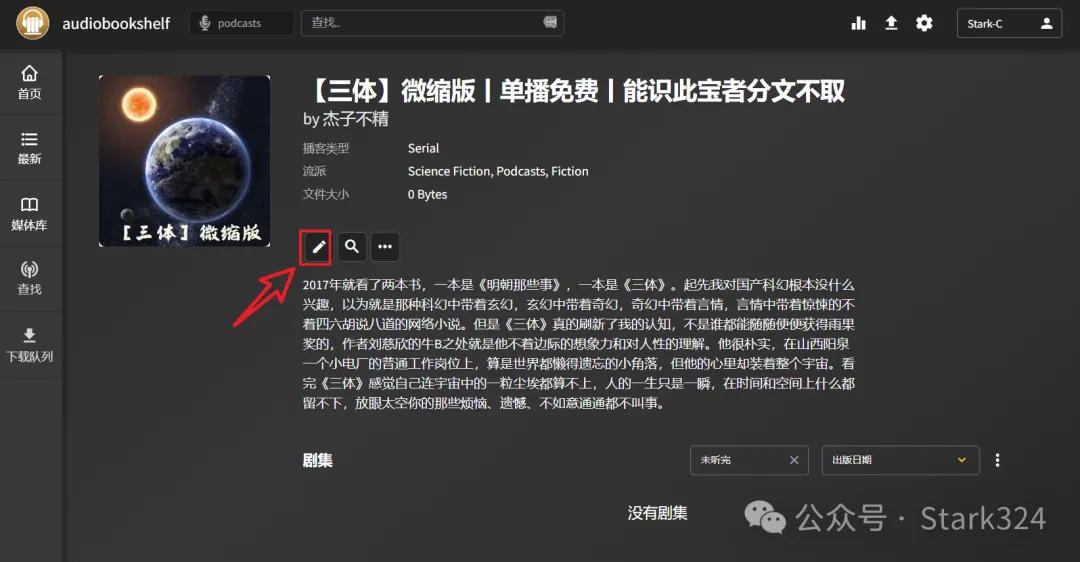 audiobookshelf
podcasts
查找..
Stark-C
首页
最新
媒体库
查找
下载队列
【三体】微缩版
【三体】微缩版丨单播免费丨能识此宝者分文不取
by 杰子不精
播客类型 Serial
流派 Science Fiction, Podcasts, Fiction
文件大小 0 Bytes
2017年就看了两本书，一本是《明朝那些事》，一本是《三体》。起先我对国产科幻根本没什么
兴趣，以为就是那种科幻中带着玄幻，玄幻中带着奇幻，奇幻中带着言情，言情中带着惊悚的不
着四六胡说八道的网络小说。但是《三体》真的刷新了我的认知，不是谁都能随随便便获得雨果
奖的，作者刘慈欣的牛B之处就是他不着边际的想象力和对人性的理解。他很朴实，在山西阳泉
一个小电厂的普通工作岗位上，算是世界都懒得遗忘的小角落，但他的心里却装着整个宇宙。看
完《三体》感觉自己连宇宙中的一粒尘埃都算不上，人的一生只是一瞬，在时间和空间上什么都
留不下，放眼太空你的那些烦恼、遗憾、不如意通通都不叫事。
剧集
未听完
出版日期
没有剧集
公众号 · Stark324